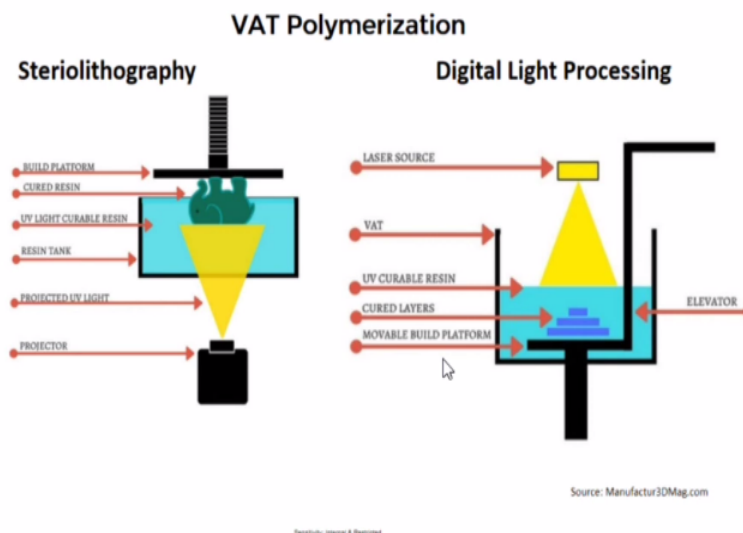 VAT Polymerization
Steriolithography
BUILD PLATFORM
CURED RESIN
UV LIGHT CURABLE RESIN
RESIN TANK
PROJECTED UV LIGHT
PROJECTOR
Digital Light Processing
LASER SOURCE
VAT
UV CURABLE RESIN
CURED LAYERS
MOVABLE BUILD PLATFORM
ELEVATOR
Source: Manufactur3DMag.com